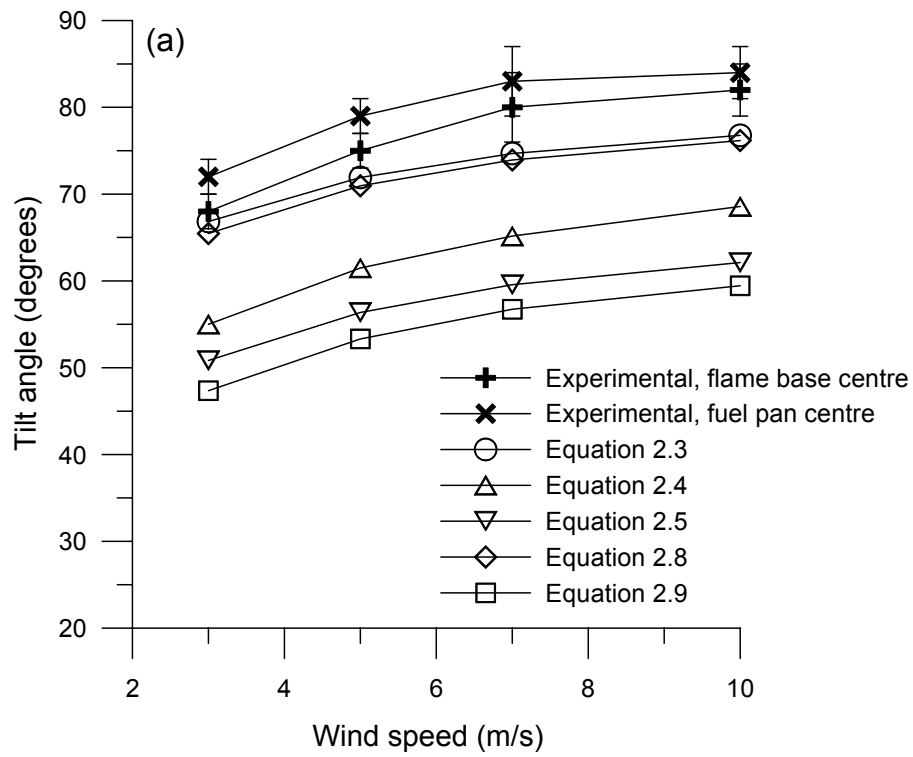 (a)
90
80
70
60
50
40
30
20
Tilt angle (degrees)
Experimental, flame base centre
Experimental, fuel pan centre
Equation 2.3
Equation 2.4
Equation 2.5
Equation 2.8
Equation 2.9
2 4 6 8 10
Wind speed (m/s)